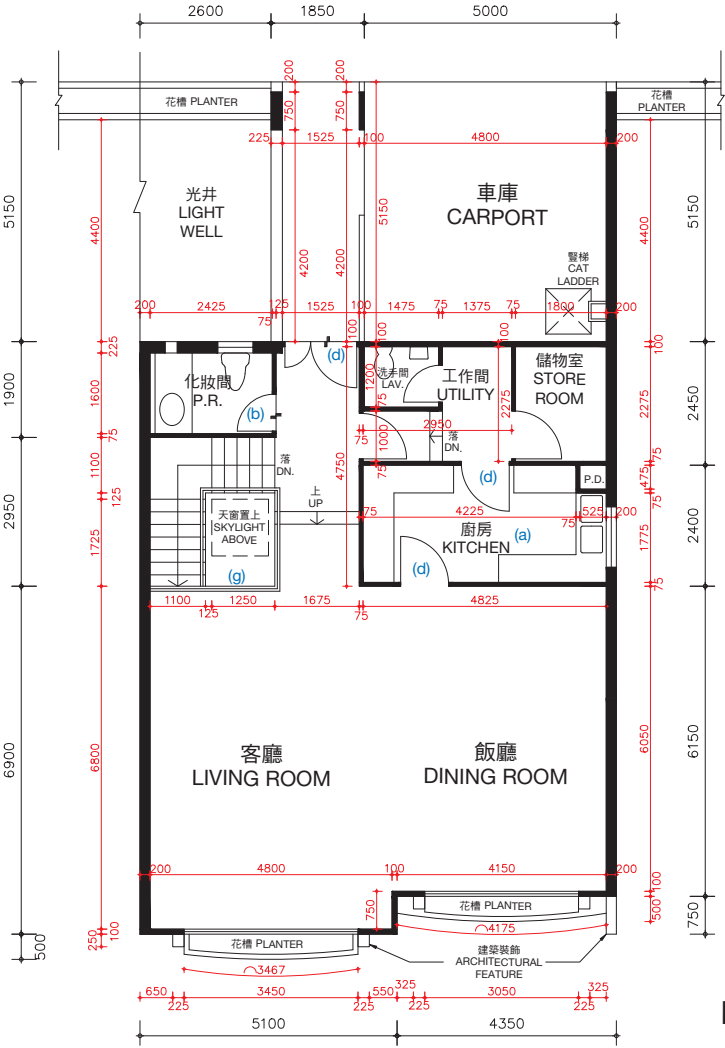 2600
1850
5000
花槽 PLANTER
花槽
PLANTER
200
200
750
750
225
1525
100
4800
200
5150
4400
光井
LIGHT
WELL
車庫
CARPORT
5150
4400
5150
4200
4200
豎梯
CAT
LADDER
200
2425
125
75
1525
100
1475
75
1375
75
1800
200
225
100
100
100
100
(d)
1900
1600
化妝間
P.R.
(b)
洗手間
LAV.
1200
工作間
UTILITY
儲物室
STORE
ROOM
2275
2275
2450
75
75
2950
75
1000
75
落
DN.
落
DN.
4750
75
1100
125
475
75
P.D.
(d)
上
UP
天窗置上
SKYLIGHT
ABOVE
(g)
2950
1725
75
4225
75
525
200
廚房
KITCHEN
(a)
(d)
1775
2400
75
1100
125
1250
1675
75
4825
6900
6800
客廳
LIVING ROOM
飯廳
DINING ROOM
6050
6150
200
4800
100
4150
200
750
100
500
750
花槽 PLANTER
4175
100
250
500
花槽 PLANTER
3467
建築裝飾
ARCHITECTURAL
FEATURE
650
225
3450
225
550
325
225
3050
225
325
5100
4350